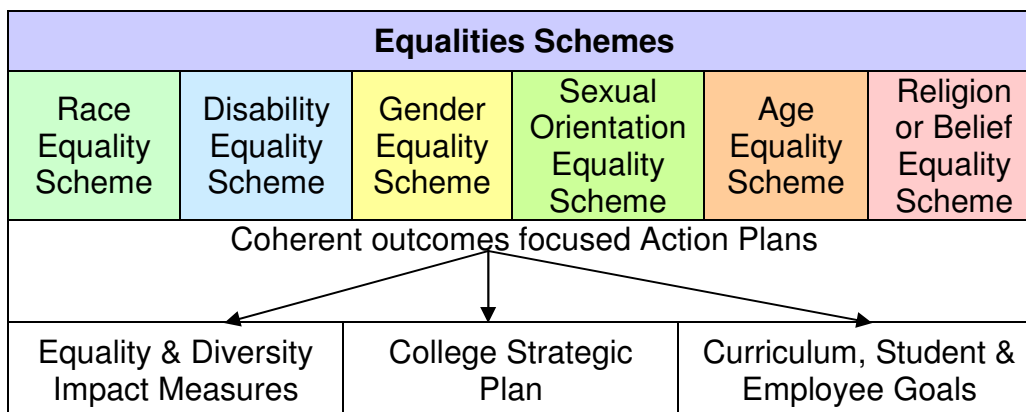 Equalities Schemes
Race
Equality
Scheme
Disability
Equality
Scheme
Gender
Equality
Scheme
Sexual
Orientation
Equality
Scheme
Age
Equality
Scheme
Religion
or Belief
Equality
Scheme
Coherent outcomes focused Action Plans
Equality & Diversity
Impact Measures
College Strategic
Plan
Curriculum, Student &
Employee Goals